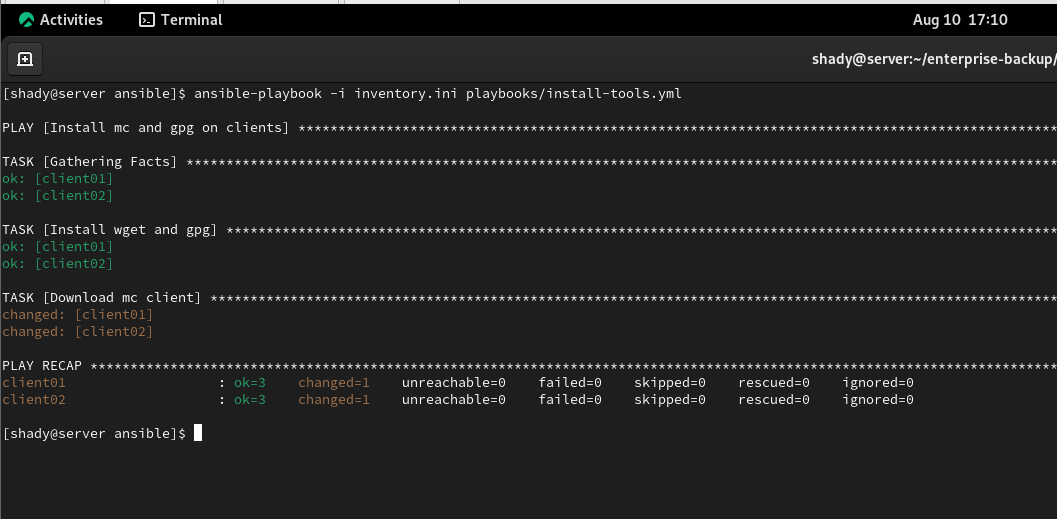 Activities Terminal Aug 10 17:10
shady@server:~/enterprise-backup/
[shady@server ansible]$ ansible-playbook -i inventory.ini playbooks/install-tools.yml
PLAY [Install mc and gpg on clients] ***********************************************************************************************
TASK [Gathering Facts] *************************************************************************************************************
ok: [client01]
ok: [client02]
TASK [Install wget and gpg] ********************************************************************************************************
ok: [client01]
ok: [client02]
TASK [Download mc client] **********************************************************************************************************
changed: [client01]
changed: [client02]
PLAY RECAP *************************************************************************************************************************
client01                   : ok=3    changed=1    unreachable=0    failed=0    skipped=0    rescued=0    ignored=0
client02                   : ok=3    changed=1    unreachable=0    failed=0    skipped=0    rescued=0    ignored=0
[shady@server ansible]$